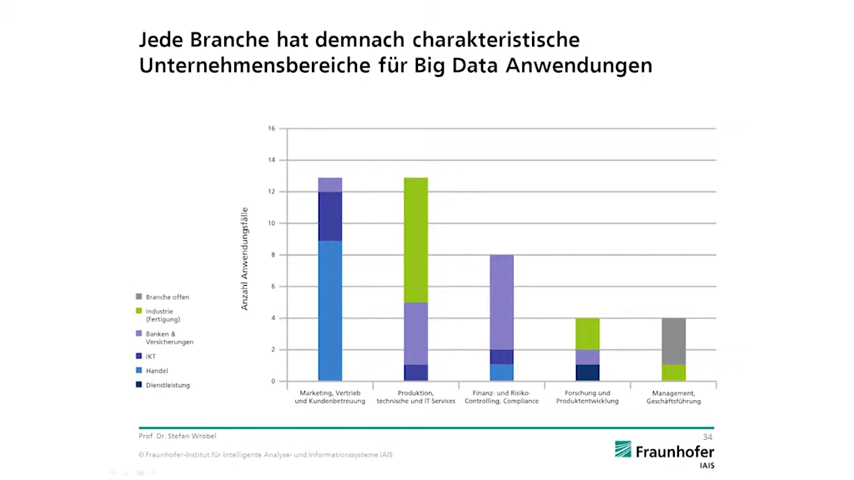 Jede Branche hat demnach charakteristische
Unternehmensbereiche für Big Data Anwendungen
16
14
12
10
8
6
4
2
0
Anzahl Anwendungsfälle
Branche offen
Industrie
(Fertigung)
Banken &
Versicherungen
IKT
Handel
Dienstleistung
Marketing, Vertrieb
und Kundenbetreuung
Produktion,
technische und IT Services
Finanz- und Risiko-
Controlling, Compliance
Forschung und
Produktentwicklung
Management,
Geschäftsführung
Prof. Dr. Stefan Wrobel
34
© Fraunhofer-Institut für Intelligente Analyse- und Informationssysteme IAIS
Fraunhofer
IAIS